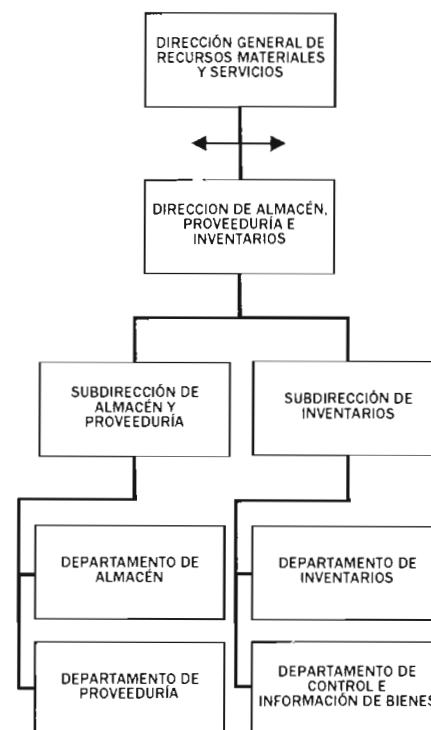 DIRECCIÓN GENERAL DE
RECURSOS MATERIALES
Y SERVICIOS
DIRECCION DE ALMACÉN,
PROVEEDURÍA E
INVENTARIOS
SUBDIRECCIÓN DE
ALMACÉN Y
PROVEEDURÍA
SUBDIRECCIÓN DE
INVENTARIOS
DEPARTAMENTO DE
ALMACÉN
DEPARTAMENTO DE
INVENTARIOS
DEPARTAMENTO DE
PROVEEDURÍA
DEPARTAMENTO DE
CONTROL E
INFORMACIÓN DE BIENES